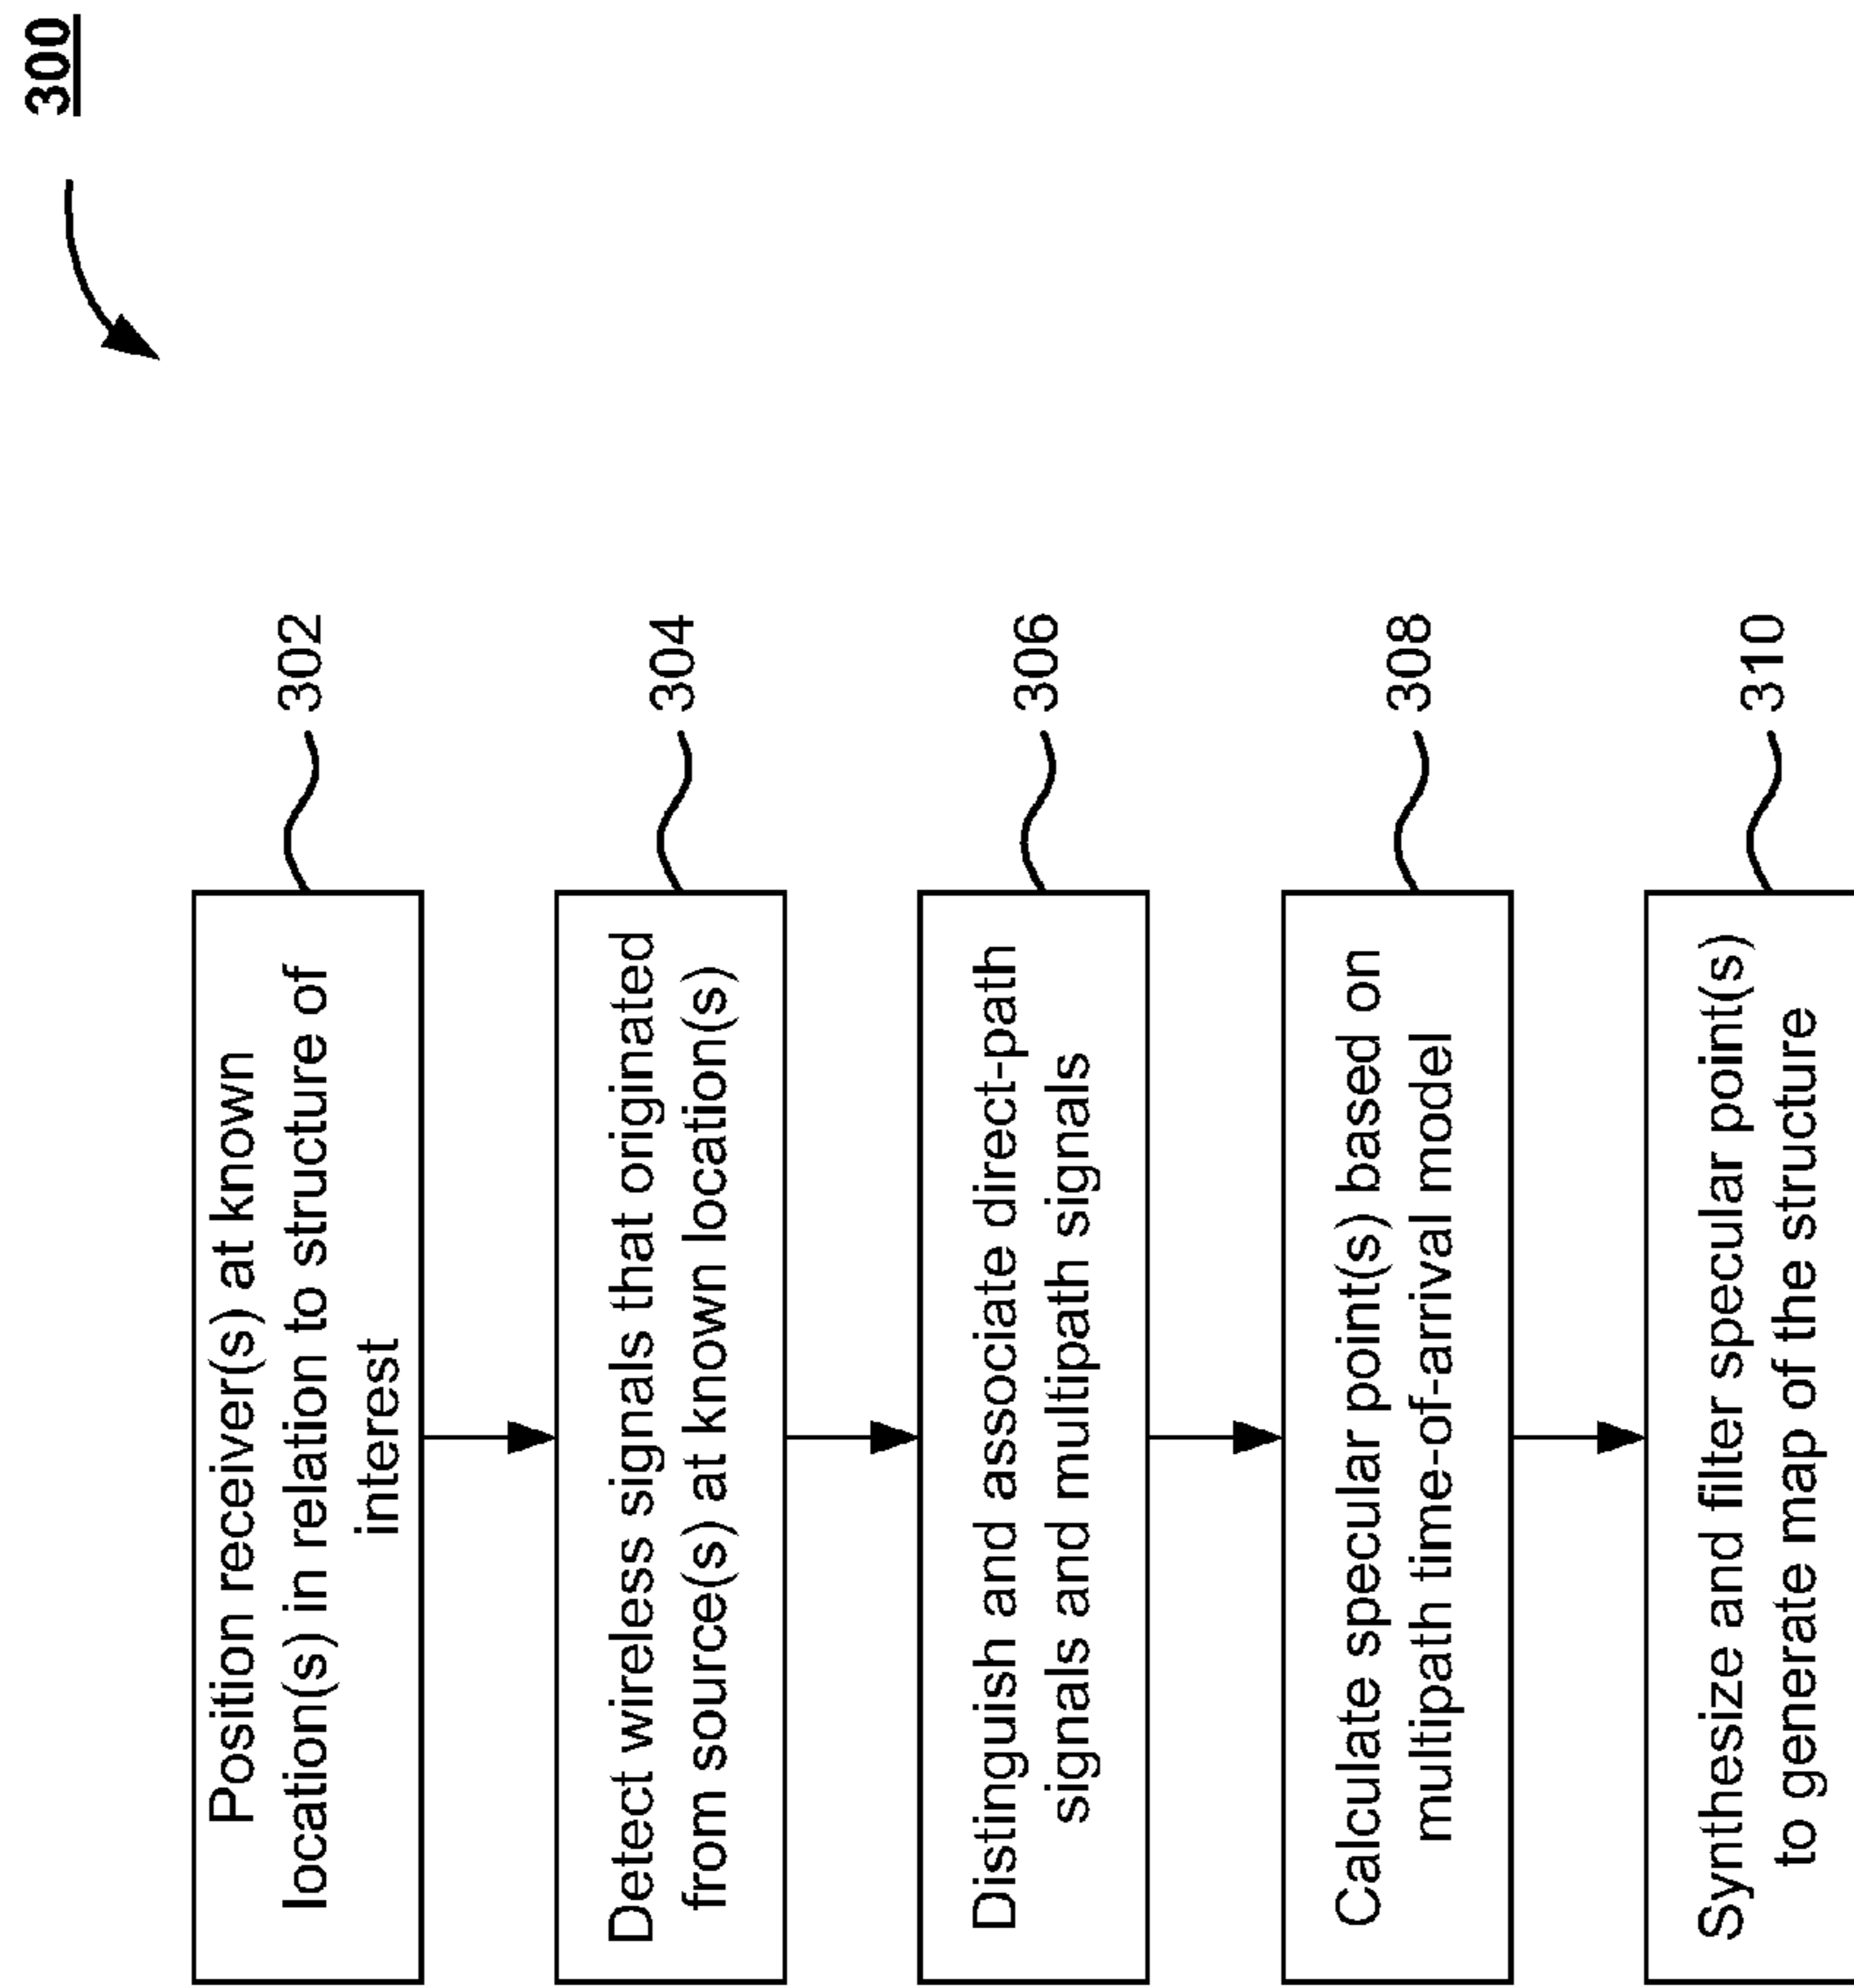 300
Position receiver(s) at known
location(s) in relation to structure of
interest
302
Detect wireless signals that originated
from source(s) at known location(s)
304
Distinguish and associate direct-path
signals and multipath signals
306
Calculate specular point(s) based on
multipath time-of-arrival model
308
Synthesize and filter specular point(s)
to generate map of the structure
310